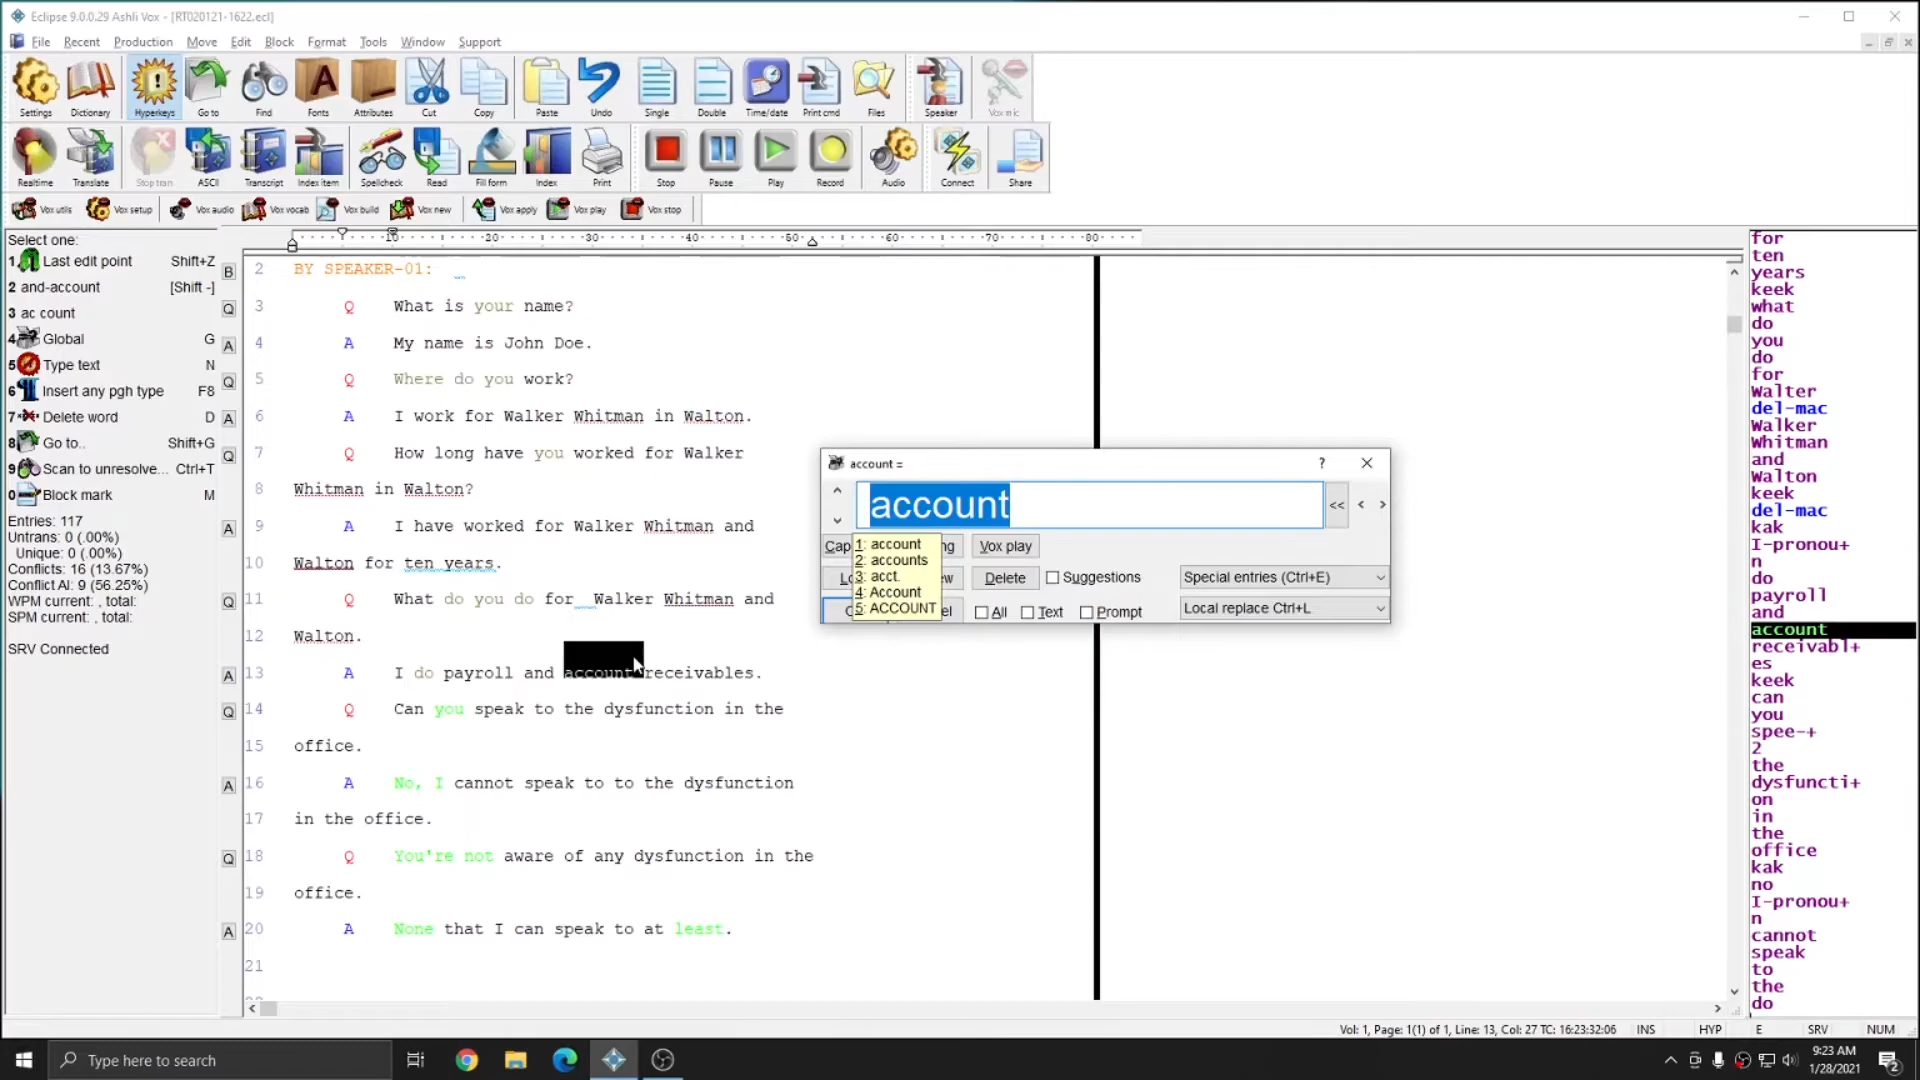 Eclipse 9.0.0.29 Ashli Vox - [RT020121-1622.ecl]
File Recent Production Move Edit Block Format Tools Window Support
Settings Dictionary Hyperkeys Go to Find Fonts Attributes Cut Copy Paste Undo Single Double Time/date Print cmd Files Speaker Vox mic
Realtime Translate Stop tran ASCII Transcript Index item Spellcheck Read Fill form Index Print Stop Pause Play Record Audio Connect Share
Vox utils Vox setup Vox audio Vox vocab Vox build Vox new Vox apply Vox play Vox stop
Select one:
1 Last edit point Shift+Z
2 and-account [Shift -]
3 ac count
4 Global G
5 Type text N
6 Insert any pgh type F8
7 Delete word D
8 Go to.. Shift+G
9 Scan to unresolve... Ctrl+T
0 Block mark M
Entries: 117
Untrans: 0 (.00%)
Unique: 0 (.00%)
Conflicts: 16 (13.67%)
Conflict AI: 9 (56.25%)
WPM current: , total:
SPM current: , total:
SRV Connected
10 20 30 40 50 60 70 80
B 2 BY SPEAKER-01:
Q 3 Q What is your name?
A 4 A My name is John Doe.
Q 5 Q Where do you work?
A 6 A I work for Walker Whitman in Walton.
Q 7 Q How long have you worked for Walker
8 Whitman in Walton?
A 9 A I have worked for Walker Whitman and
10 Walton for ten years.
Q 11 Q What do you do for Walker Whitman and
12 Walton.
A 13 A I do payroll and account receivables.
Q 14 Q Can you speak to the dysfunction in the
15 office.
A 16 A No, I cannot speak to to the dysfunction
17 in the office.
Q 18 Q You're not aware of any dysfunction in the
19 office.
A 20 A None that I can speak to at least.
21
account =
? 
account
<< < >
1: account
2: accounts
3: acct.
4: Account
5: ACCOUNT
Vox play
Delete Suggestions Special entries (Ctrl+E)
All Text Prompt Local replace Ctrl+L
for
ten
years
keek
what
do
you
do
for
Walter
del-mac
Walker
Whitman
and
Walton
keek
del-mac
kak
I-pronou+
n
do
payroll
and
account
receivabl+
es
keek
can
you
spee-+
2
the
dysfuncti+
on
in
the
office
kak
no
I-pronou+
n
cannot
speak
to
the
do
Vol: 1, Page: 1(1) of 1, Line: 13, Col: 27 TC: 16:23:32:06 INS HYP E SRV NUM
Type here to search
9:23 AM
1/28/2021
2